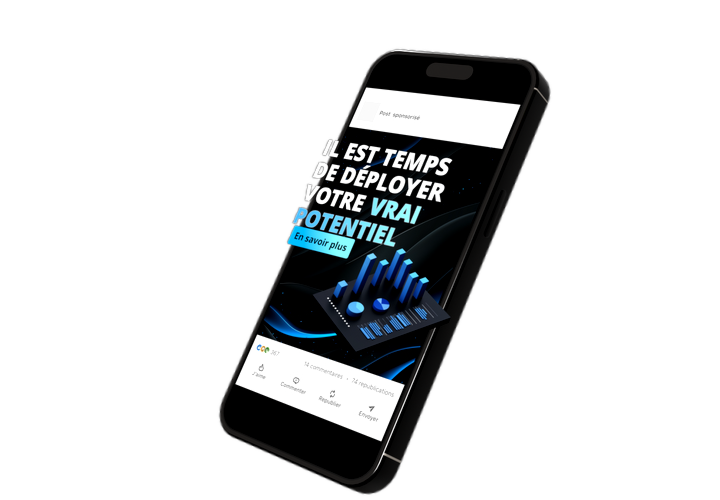 Post sponsorisé
IL EST TEMPS
DE DÉPLOYER
VOTRE VRAI
POTENTIEL
En savoir plus
367
14 commentaires • 14 republications
J'aime
Commenter
Republier
Envoyer